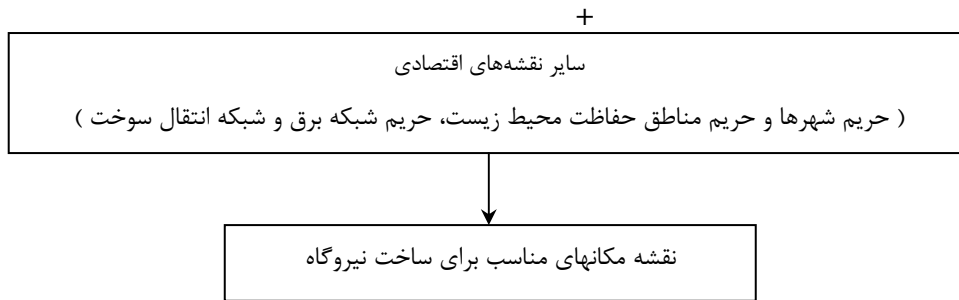 +
سایر نقشه‌های اقتصادی
( حریم شهرها و حریم مناطق حفاظت محیط زیست، حریم شبکه برق و شبکه انتقال سوخت )
نقشه مکانهای مناسب برای ساخت نیروگاه